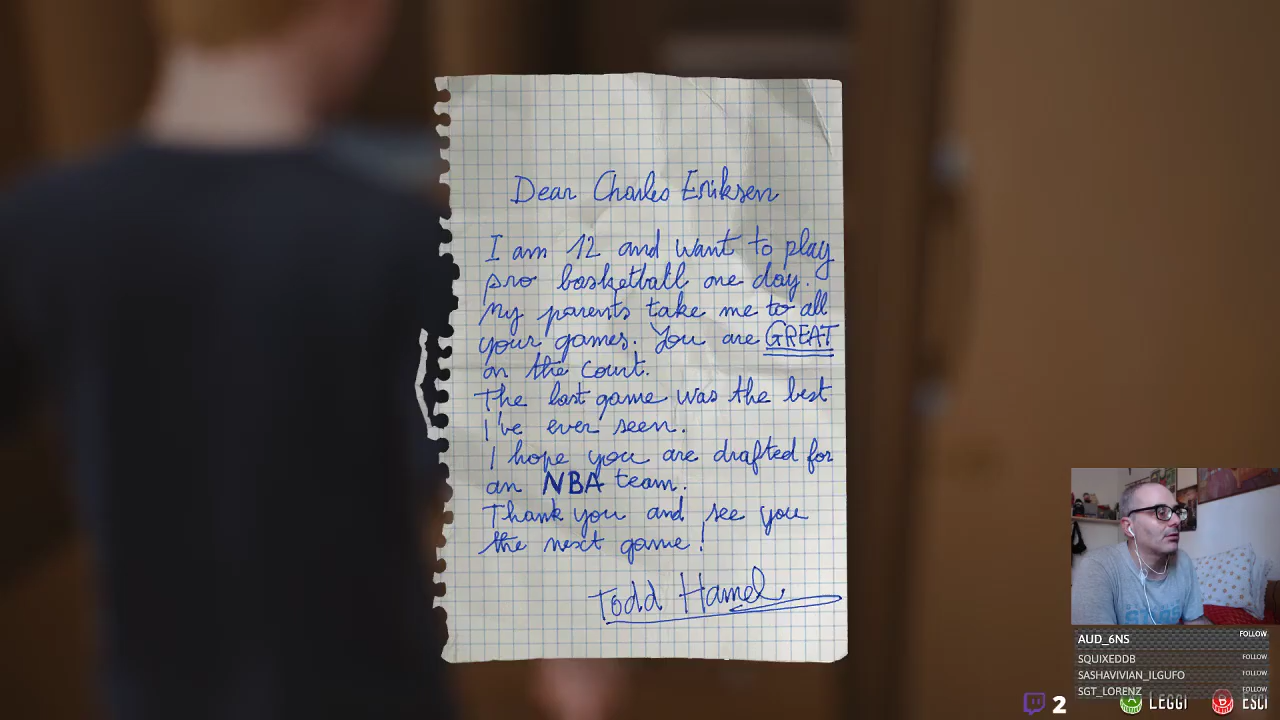 Dear Charles Eriksen
I am 12 and want to play
pro basketball one day.
My parents take me to all
your games. You are GREAT
on the court.
The last game was the best
I've ever seen.
I hope you are drafted for
an NBA team.
Thank you and see you
the next game!
Todd Hamel
AUD_6NS FOLLOW
SQUIXEDDB FOLLOW
SASHAVIVIAN_ILGUFO FOLLOW
SGT_LORENZ FOLLOW
2 A LEGGI B ESCI